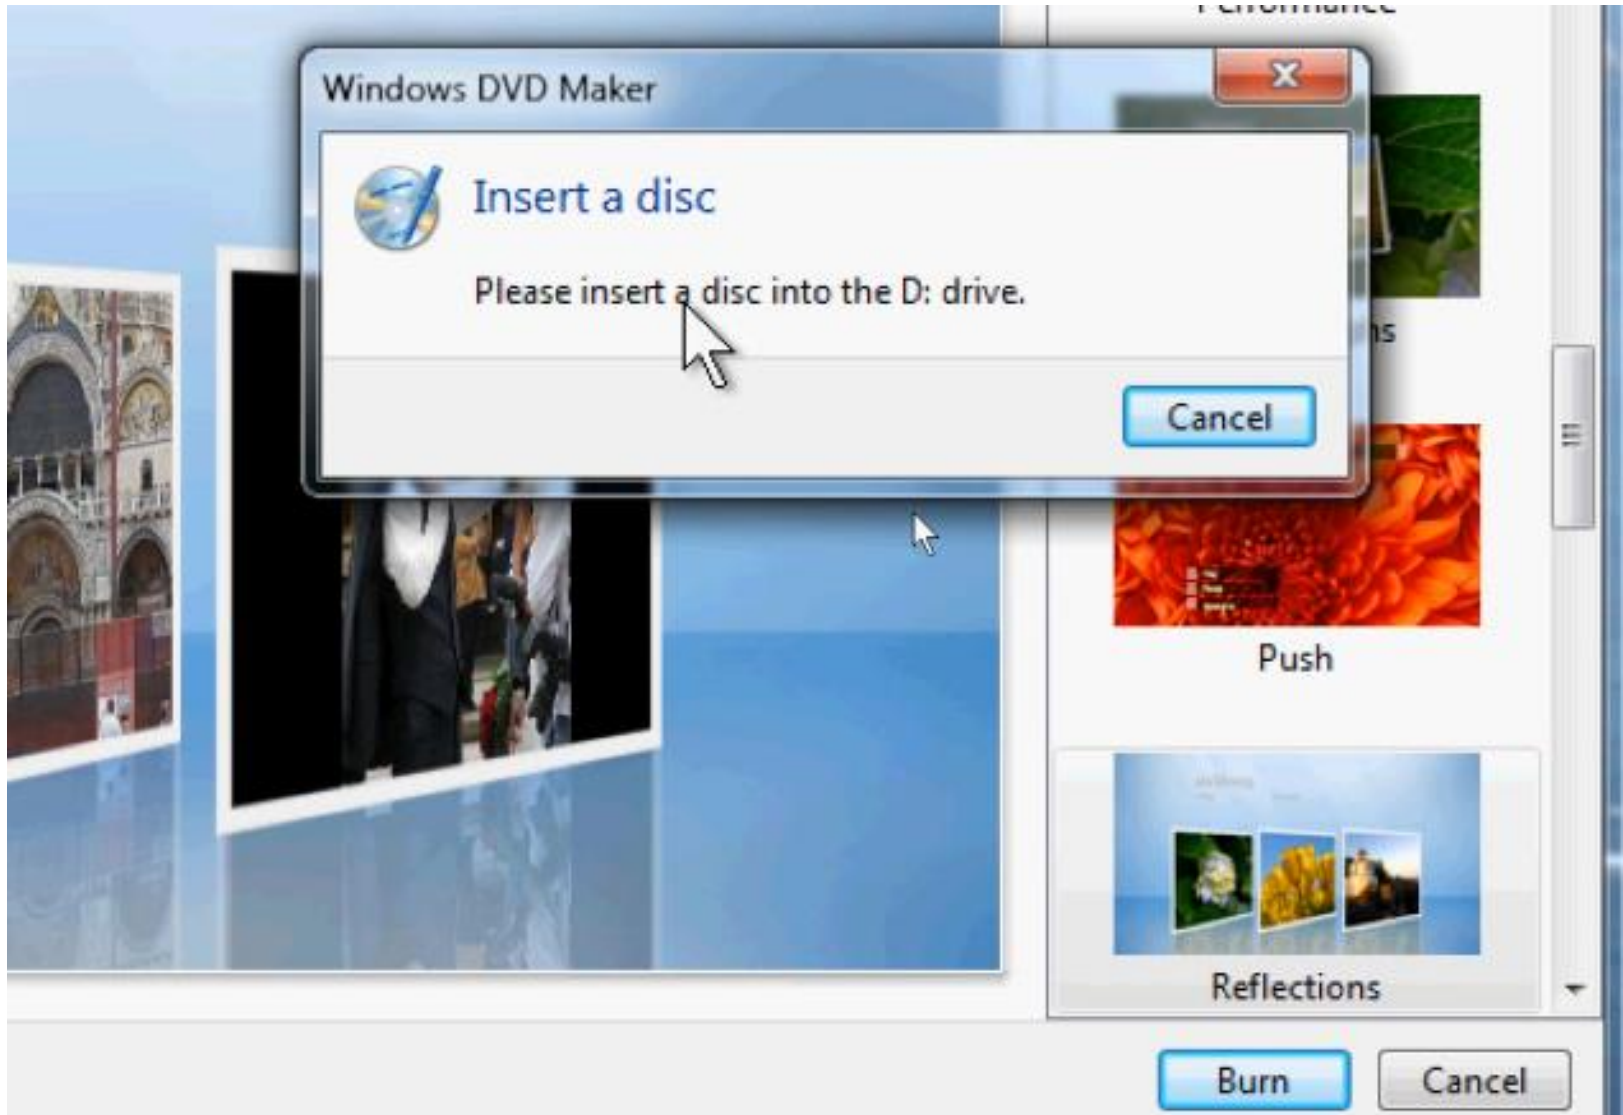 Windows DVD Maker
Insert a disc
Please insert a disc into the D: drive.
Cancel
Push
Reflections
Burn
Cancel